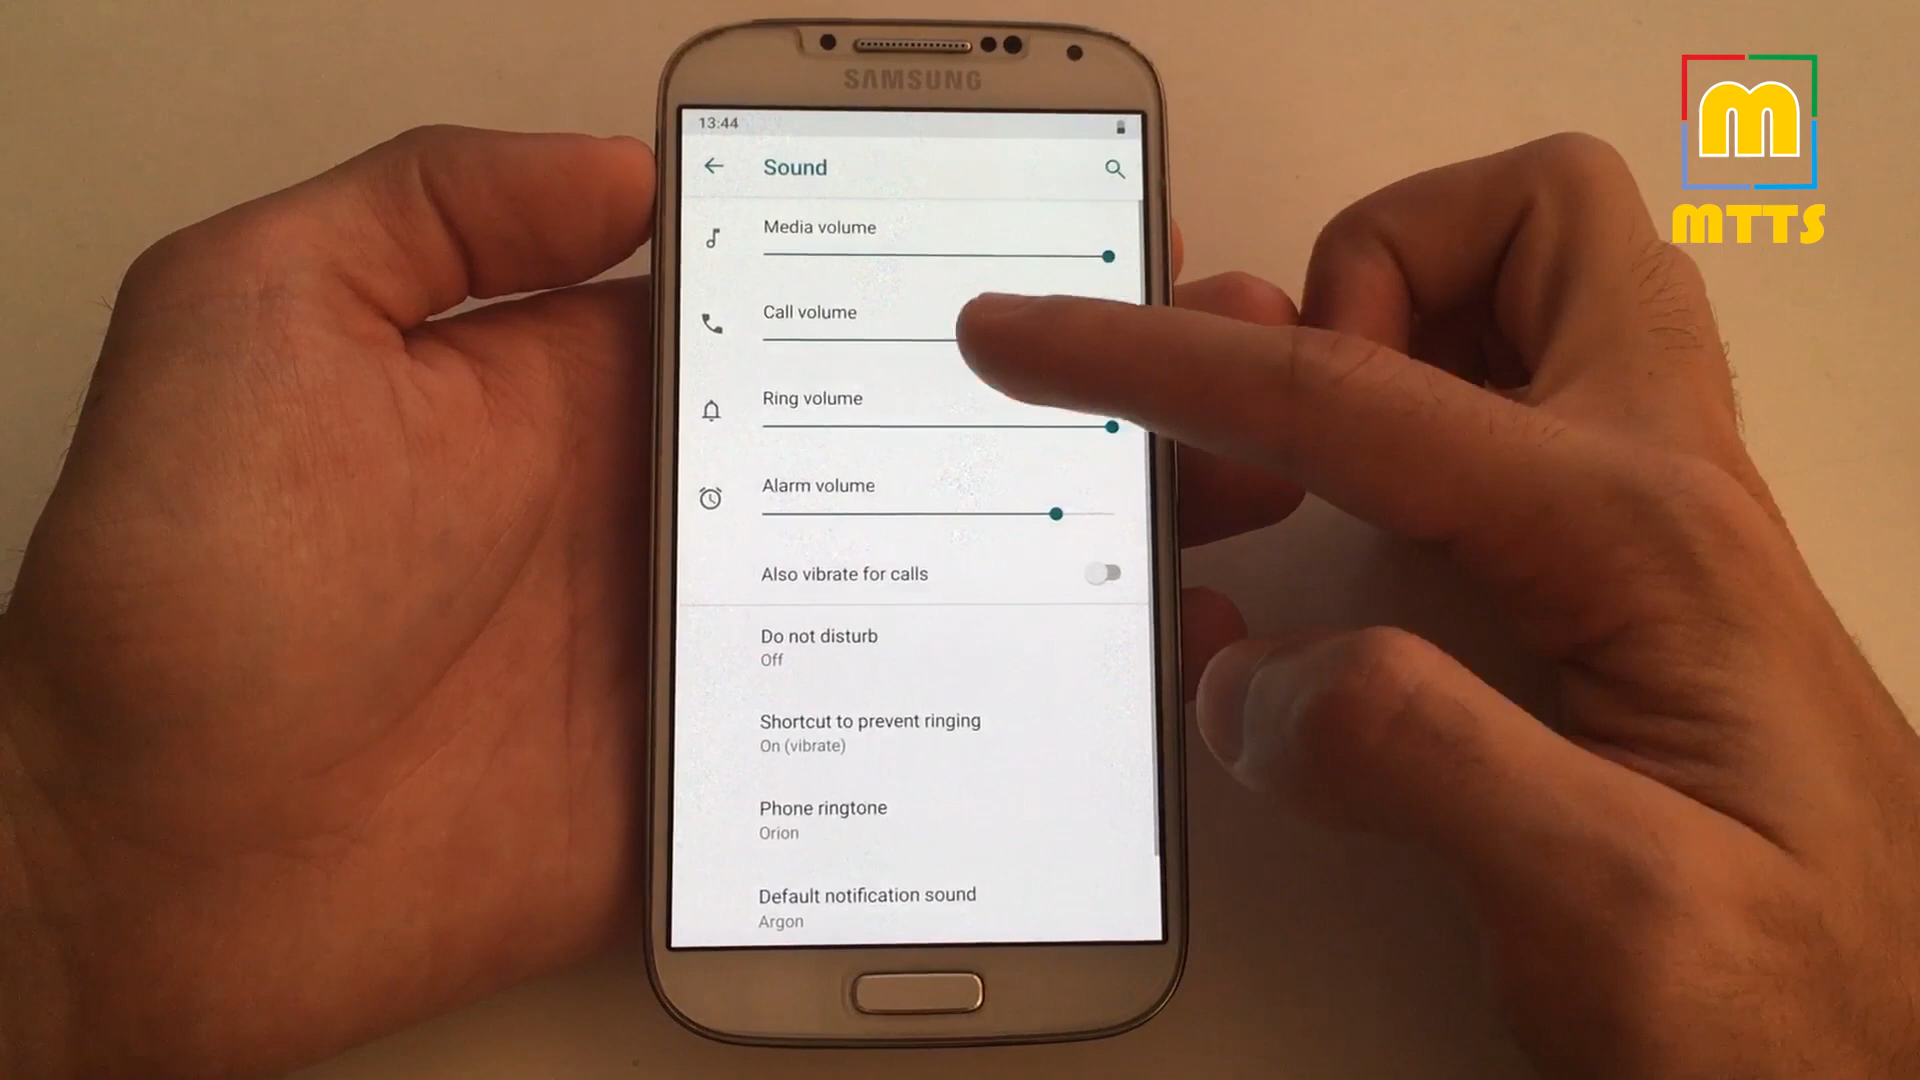 SAMSUNG
13:44
Sound
Media volume
Call volume
Ring volume
Alarm volume
Also vibrate for calls
Do not disturb
Off
Shortcut to prevent ringing
On (vibrate)
Phone ringtone
Orion
Default notification sound
Argon
m
MTTS